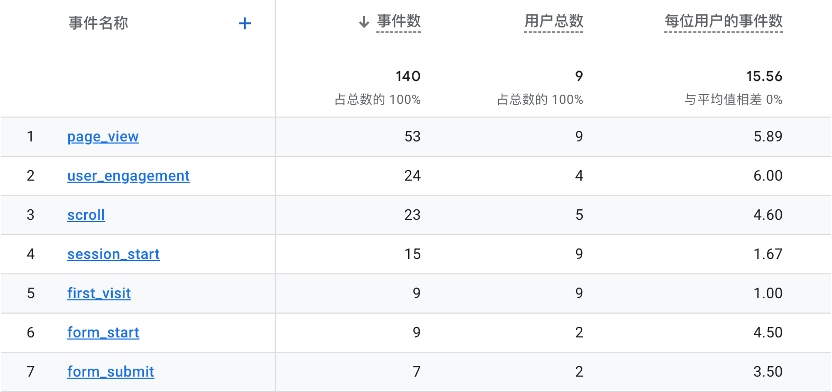 事件名称 + ↓ 事件数 用户总数 每位用户的事件数
140 9 15.56
占总数的 100% 占总数的 100% 与平均值相差 0%
1 page_view 53 9 5.89
2 user_engagement 24 4 6.00
3 scroll 23 5 4.60
4 session_start 15 9 1.67
5 first_visit 9 9 1.00
6 form_start 9 2 4.50
7 form_submit 7 2 3.50